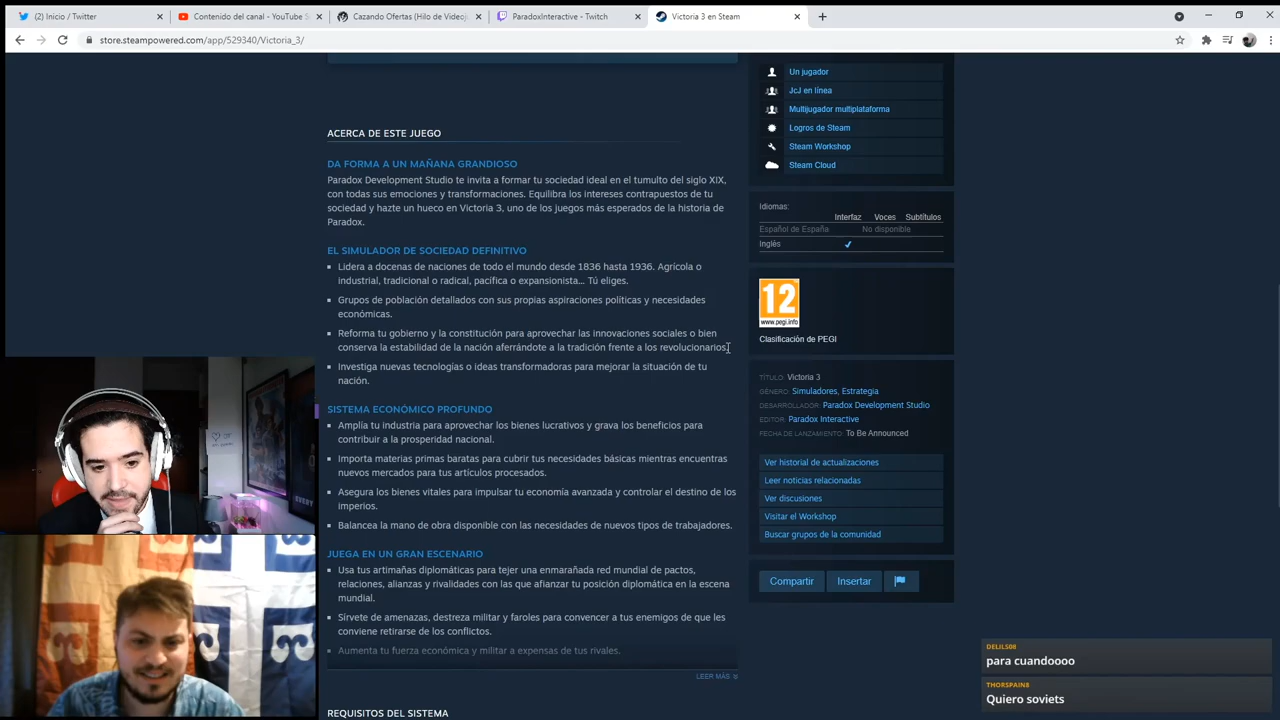 (2) Inicio / Twitter
Contenido del canal - YouTube S
Cazando Ofertas (Hilo de Videoju
ParadoxInteractive - Twitch
Victoria 3 en Steam
store.steampowered.com/app/529340/Victoria_3/
ACERCA DE ESTE JUEGO
DA FORMA A UN MAÑANA GRANDIOSO
Paradox Development Studio te invita a formar tu sociedad ideal en el tumulto del siglo XIX,
con todas sus emociones y transformaciones. Equilibra los intereses contrapuestos de tu
sociedad y hazte un hueco en Victoria 3, uno de los juegos más esperados de la historia de
Paradox.
EL SIMULADOR DE SOCIEDAD DEFINITIVO
Lidera a docenas de naciones de todo el mundo desde 1836 hasta 1936. Agrícola o
industrial, tradicional o radical, pacífica o expansionista... Tú eliges.
Grupos de población detallados con sus propias aspiraciones políticas y necesidades
económicas.
Reforma tu gobierno y la constitución para aprovechar las innovaciones sociales o bien
conserva la estabilidad de la nación aferrándote a la tradición frente a los revolucionarios.
Investiga nuevas tecnologías o ideas transformadoras para mejorar la situación de tu
nación.
SISTEMA ECONÓMICO PROFUNDO
Amplía tu industria para aprovechar los bienes lucrativos y grava los beneficios para
contribuir a la prosperidad nacional.
Importa materias primas baratas para cubrir tus necesidades básicas mientras encuentras
nuevos mercados para tus artículos procesados.
Asegura los bienes vitales para impulsar tu economía avanzada y controlar el destino de los
imperios.
Balancea la mano de obra disponible con las necesidades de nuevos tipos de trabajadores.
JUEGA EN UN GRAN ESCENARIO
Usa tus artimañas diplomáticas para tejer una enmarañada red mundial de pactos,
relaciones, alianzas y rivalidades con las que afianzar tu posición diplomática en la escena
mundial.
Sírvete de amenazas, destreza militar y faroles para convencer a tus enemigos de que les
conviene retirarse de los conflictos.
Aumenta tu fuerza económica y militar a expensas de tus rivales.
LEER MÁS
REQUISITOS DEL SISTEMA
Un jugador
JcJ en línea
Multijugador multiplataforma
Logros de Steam
Steam Workshop
Steam Cloud
Idiomas:
Interfaz Voces Subtítulos
Español de España No disponible
Inglés ✔
12
www.pegi.info
Clasificación de PEGI
TÍTULO: Victoria 3
GÉNERO: Simuladores, Estrategia
DESARROLLADOR: Paradox Development Studio
EDITOR: Paradox Interactive
FECHA DE LANZAMIENTO: To Be Announced
Ver historial de actualizaciones
Leer noticias relacionadas
Ver discusiones
Visitar el Workshop
Buscar grupos de la comunidad
Compartir
Insertar
para cuandoooo
THORSPAIN8
Quiero soviets